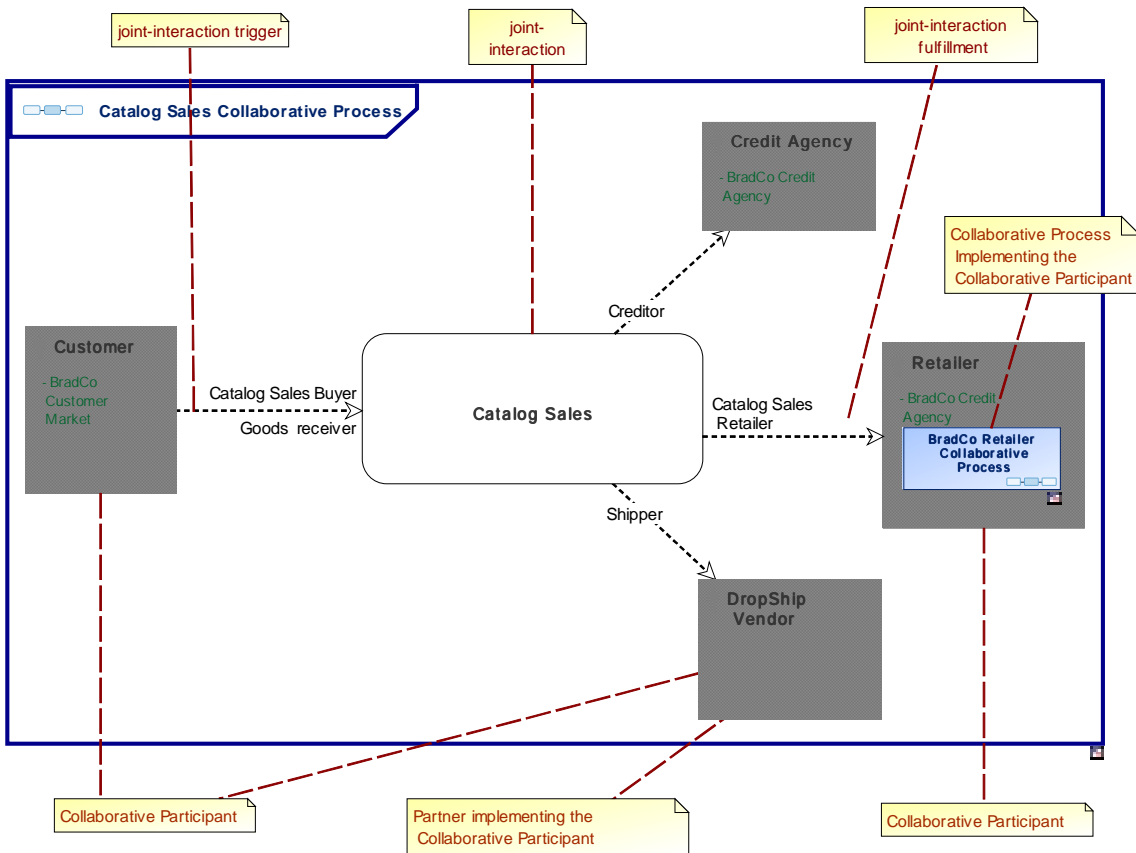 joint-interaction trigger
joint-
interaction
joint-interaction
fulfillment
Catalog Sales Collaborative Process
Credit Agency
- BradCo Credit
Agency
Collaborative Process
Implementing the
Collaborative Participant
Creditor
Customer
- BradCo
Customer
Market
Catalog Sales Buyer
Goods receiver
Catalog Sales
Catalog Sales
Retailer
Retailer
- BradCo Credit
Agency
BradCo Retailer
Collaborative
Process
Shipper
DropShip
Vendor
Collaborative Participant
Partner implementing the
Collaborative Participant
Collaborative Participant